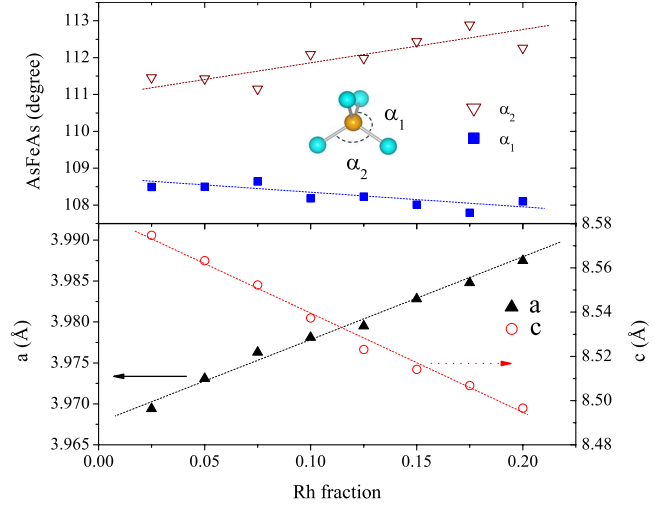 AsFeAs (degree)
113
112
111
109
108
α₁
α₂
α₂
α₁
a (Å)
3.990
3.985
3.980
3.975
3.970
3.965
a
c
8.58
8.56
8.54
8.52
8.50
8.48
c (Å)
0.00 0.05 0.10 0.15 0.20
Rh fraction